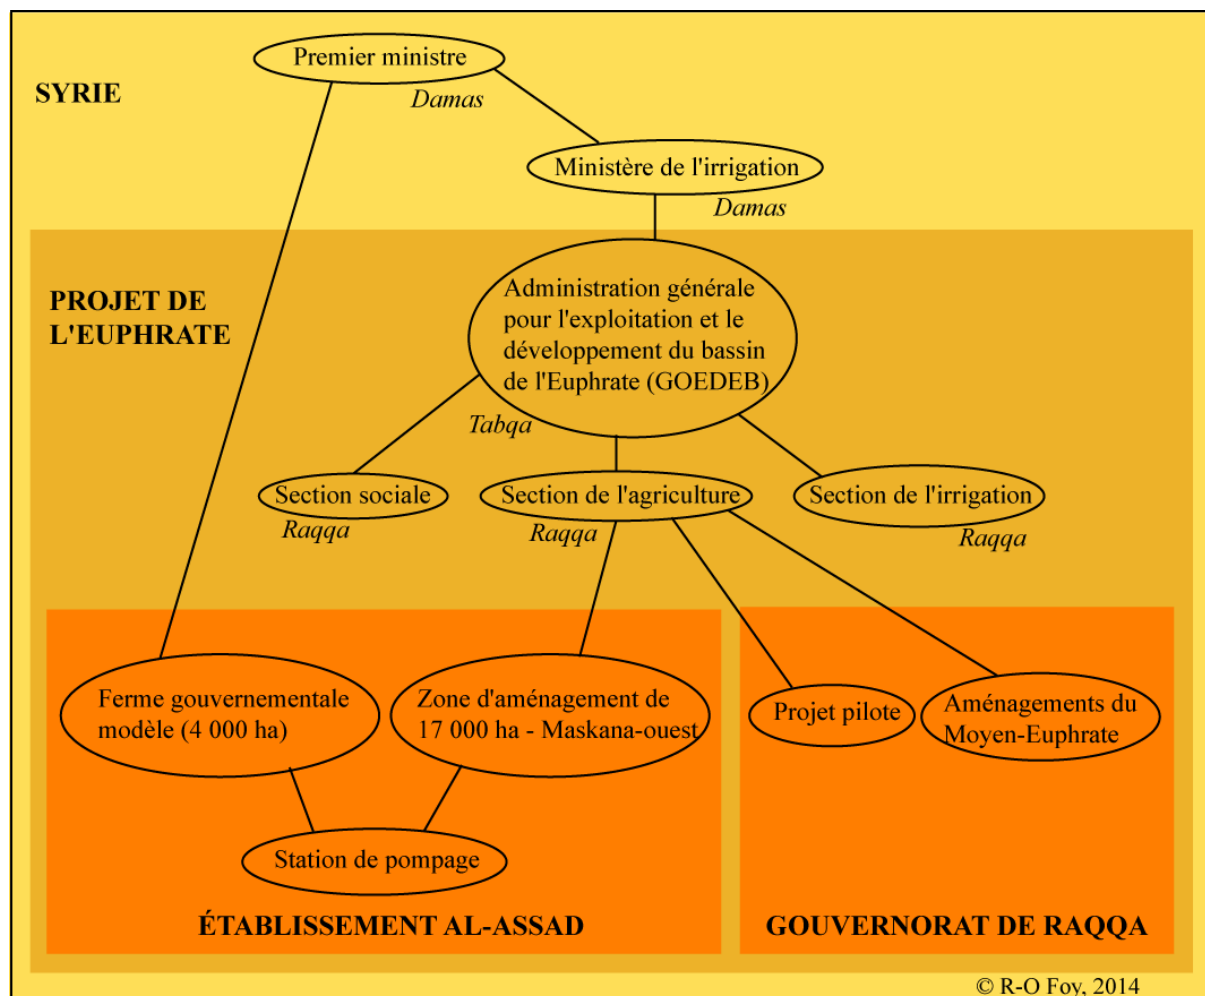 Premier ministre
SYRIE
Damas
Ministère de l'irrigation
Damas
PROJET DE
L'EUPHRATE
Administration générale
pour l'exploitation et le
développement du bassin
de l'Euphrate (GOEDEB)
Tabqa
Section sociale
Raqqa
Section de l'agriculture
Raqqa
Section de l'irrigation
Raqqa
Ferme gouvernementale
modèle (4 000 ha)
Zone d'aménagement de
17 000 ha - Maskana-ouest
Projet pilote
Aménagements du
Moyen-Euphrate
Station de pompage
ÉTABLISSEMENT AL-ASSAD
GOUVERNORAT DE RAQQA
© R-O Foy, 2014